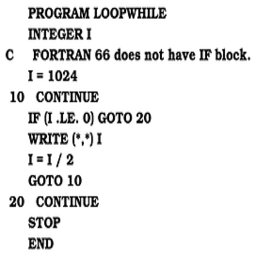 PROGRAM LOOPWHILE
INTEGER I
C FORTRAN 66 does not have IF block.
I = 1024
10 CONTINUE
IF (I .LE. 0) GOTO 20
WRITE (*,*) I
I = I / 2
GOTO 10
20 CONTINUE
STOP
END